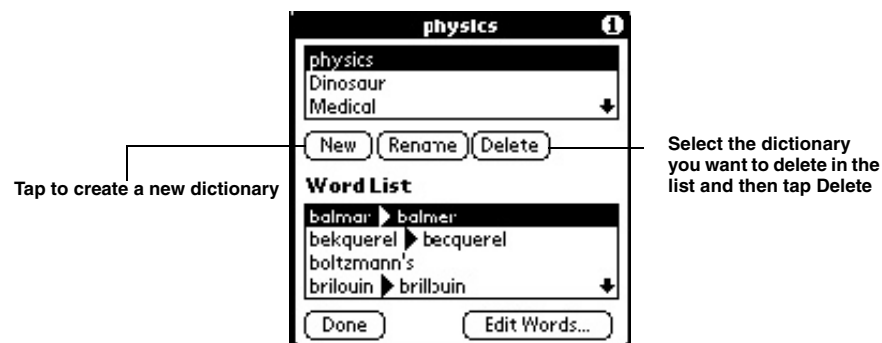 physics
physics
Dinosaur
Medical
New Rename Delete
Select the dictionary
you want to delete in the
list and then tap Delete
Tap to create a new dictionary
Word List
balmar balmer
bekquerel becquerel
boltzmann's
brilouin brillouin
Done Edit Words...